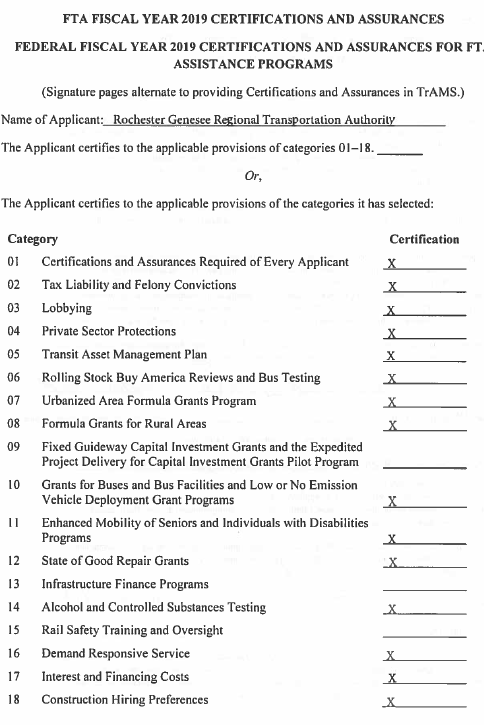 FTA FISCAL YEAR 2019 CERTIFICATIONS AND ASSURANCES
FEDERAL FISCAL YEAR 2019 CERTIFICATIONS AND ASSURANCES FOR FT
ASSISTANCE PROGRAMS
(Signature pages alternate to providing Certifications and Assurances in TrAMS.)
Name of Applicant: Rochester Genesee Regional Transportation Authority
The Applicant certifies to the applicable provisions of categories 01–18. ______
Or,
The Applicant certifies to the applicable provisions of the categories it has selected:
Category Certification
01 Certifications and Assurances Required of Every Applicant X
02 Tax Liability and Felony Convictions X
03 Lobbying X
04 Private Sector Protections X
05 Transit Asset Management Plan X
06 Rolling Stock Buy America Reviews and Bus Testing X
07 Urbanized Area Formula Grants Program X
08 Formula Grants for Rural Areas X
09 Fixed Guideway Capital Investment Grants and the Expedited
Project Delivery for Capital Investment Grants Pilot Program
10 Grants for Buses and Bus Facilities and Low or No Emission
Vehicle Deployment Grant Programs X
11 Enhanced Mobility of Seniors and Individuals with Disabilities
Programs X
12 State of Good Repair Grants X
13 Infrastructure Finance Programs
14 Alcohol and Controlled Substances Testing X
15 Rail Safety Training and Oversight
16 Demand Responsive Service X
17 Interest and Financing Costs X
18 Construction Hiring Preferences X